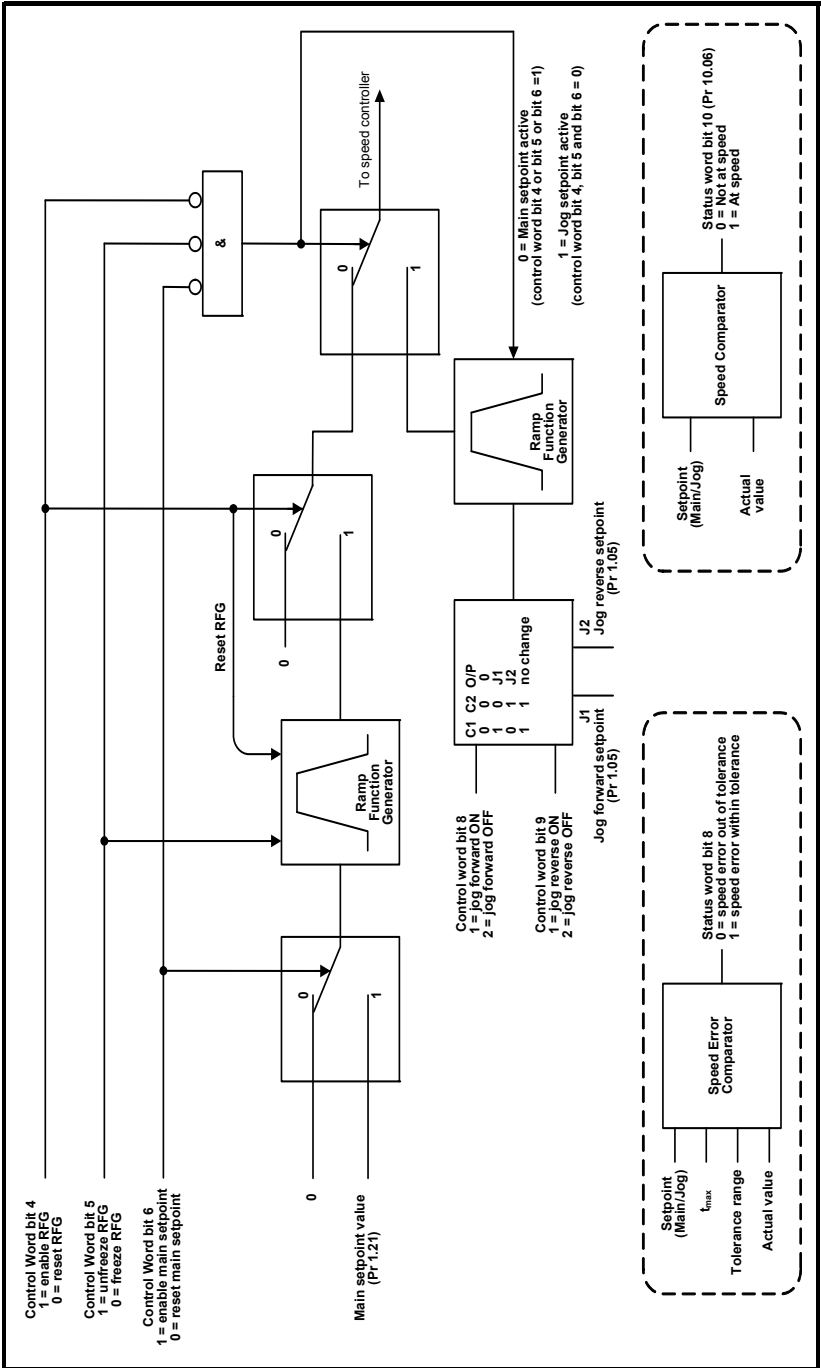 Control Word bit 4
1 = enable RFG
0 = reset RFG
Control Word bit 5
1 = unfreeze RFG
0 = freeze RFG
Control Word bit 6
1 = enable main setpoint
0 = reset main setpoint
0
Main setpoint value
(Pr 1.21)
0
1
Ramp
Function
Generator
Reset RFG
0
0
1
&
0
1
To speed controller
0 = Main setpoint active
(control word bit 4 or bit 5 or bit 6 =1)
1 = Jog setpoint active
(control word bit 4, bit 5 and bit 6 = 0)
Control word bit 8
1 = jog forward ON
2 = jog forward OFF
Control word bit 9
1 = jog reverse ON
2 = jog reverse OFF
C1 C2 O/P
0 0 0
1 0 J1
0 1 J2
1 1 no change
J1
Jog forward setpoint
(Pr 1.05)
J2
Jog reverse setpoint
(Pr 1.05)
Ramp
Function
Generator
Setpoint
(Main/Jog)
tmax
Tolerance range
Actual value
Speed Error
Comparator
Status word bit 8
0 = speed error out of tolerance
1 = speed error within tolerance
Setpoint
(Main/Jog)
Actual
value
Speed Comparator
Status word bit 10 (Pr 10.06)
0 = Not at speed
1 = At speed